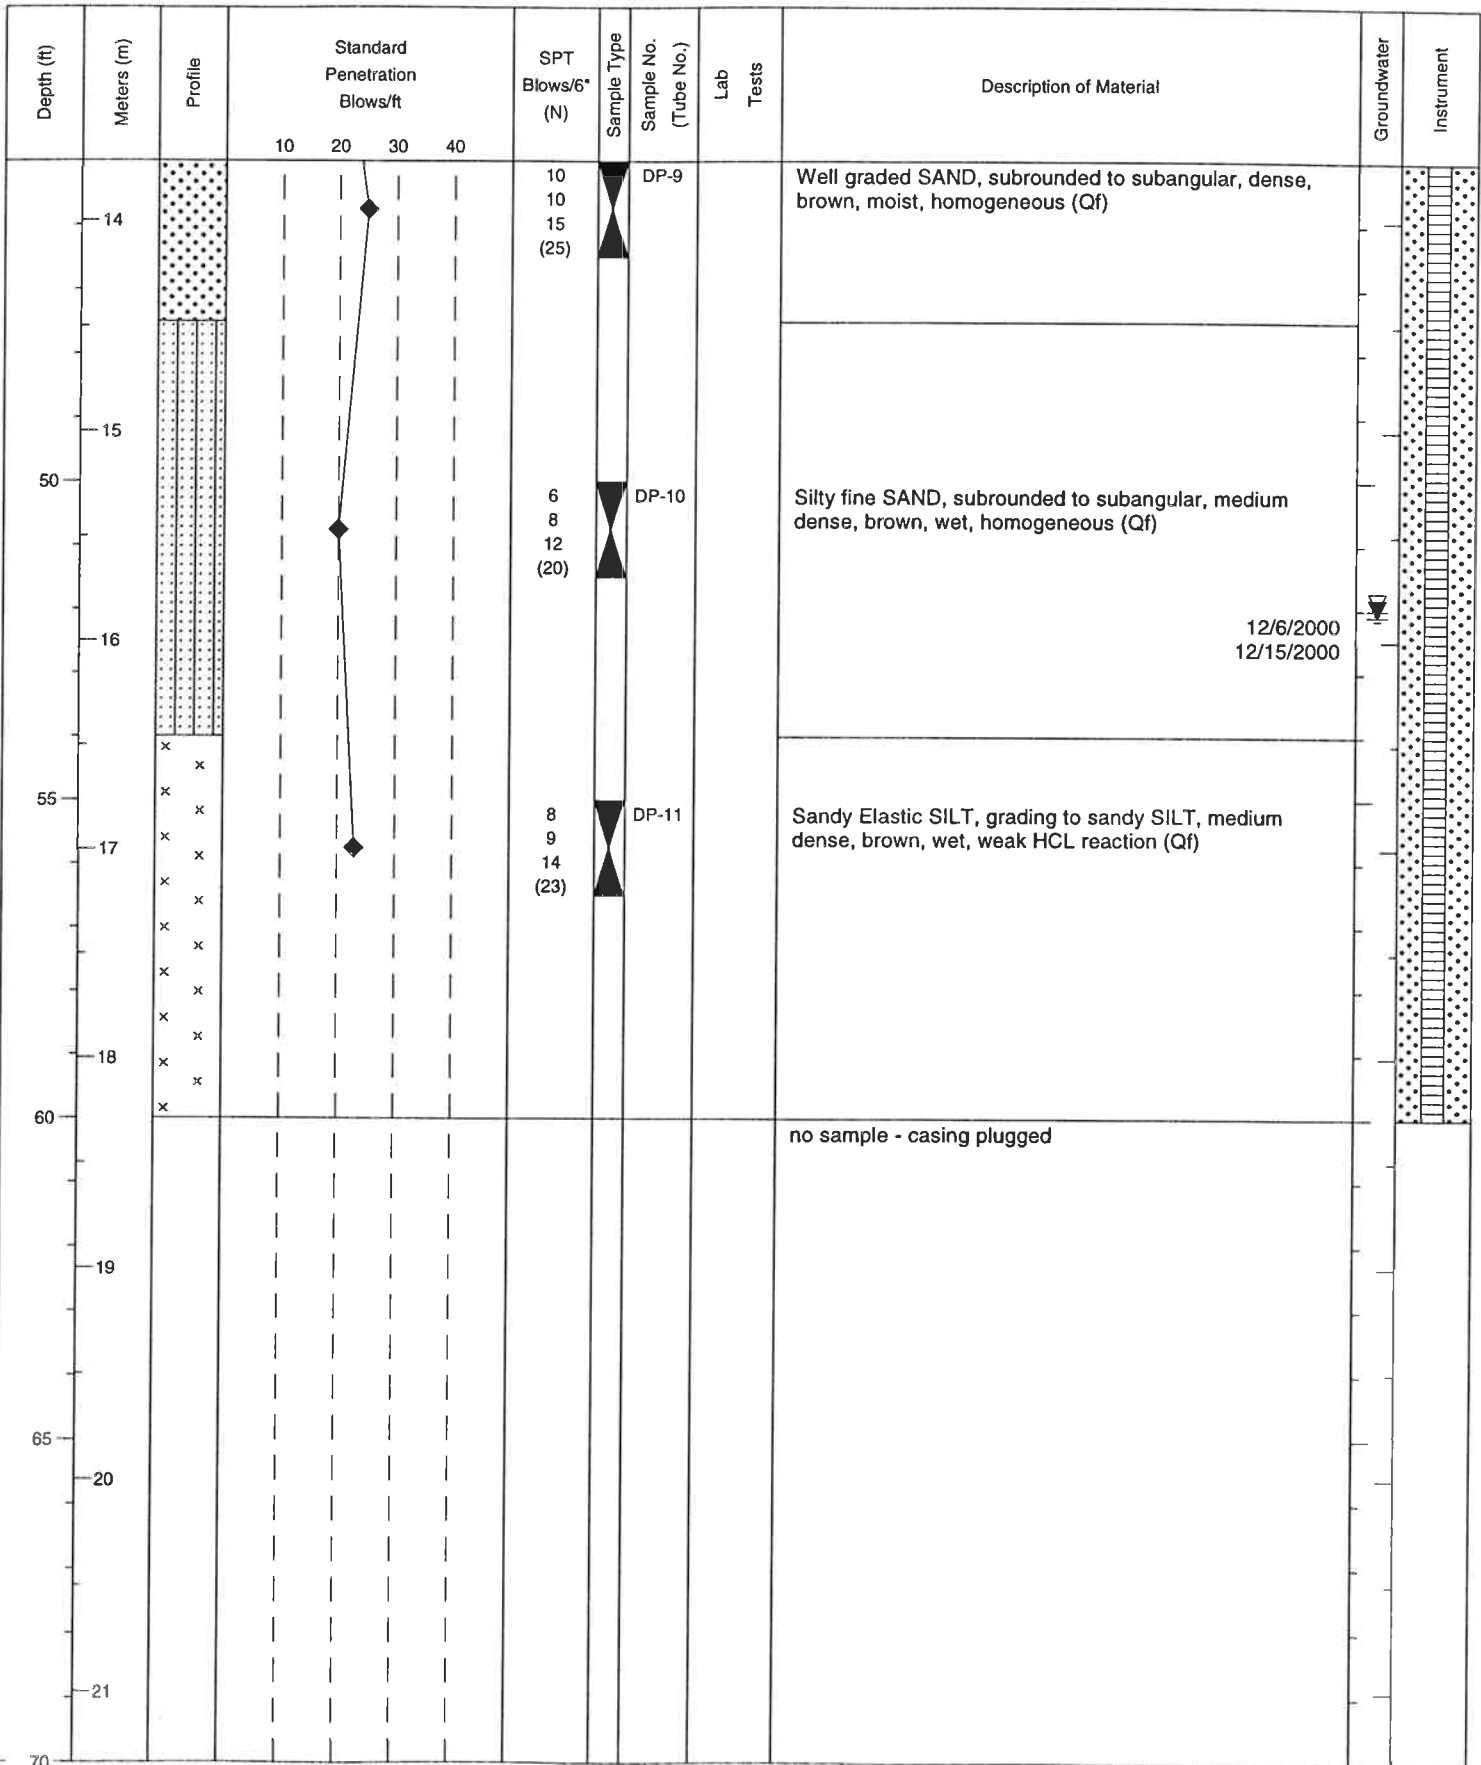 Depth (ft)
Meters (m)
Profile
Standard
Penetration
Blows/ft
10 20 30 40
SPT
Blows/6"
(N)
Sample Type
Sample No.
(Tube No.)
Lab
Tests
Description of Material
Groundwater
Instrument
10
10
15
(25)
DP-9
Well graded SAND, subrounded to subangular, dense,
brown, moist, homogeneous (Qf)
14
15
50
6
8
12
(20)
DP-10
Silty fine SAND, subrounded to subangular, medium
dense, brown, wet, homogeneous (Qf)
12/6/2000
12/15/2000
16
55
8
9
14
(23)
DP-11
Sandy Elastic SILT, grading to sandy SILT, medium
dense, brown, wet, weak HCL reaction (Qf)
17
18
60
no sample - casing plugged
19
65
20
21
70